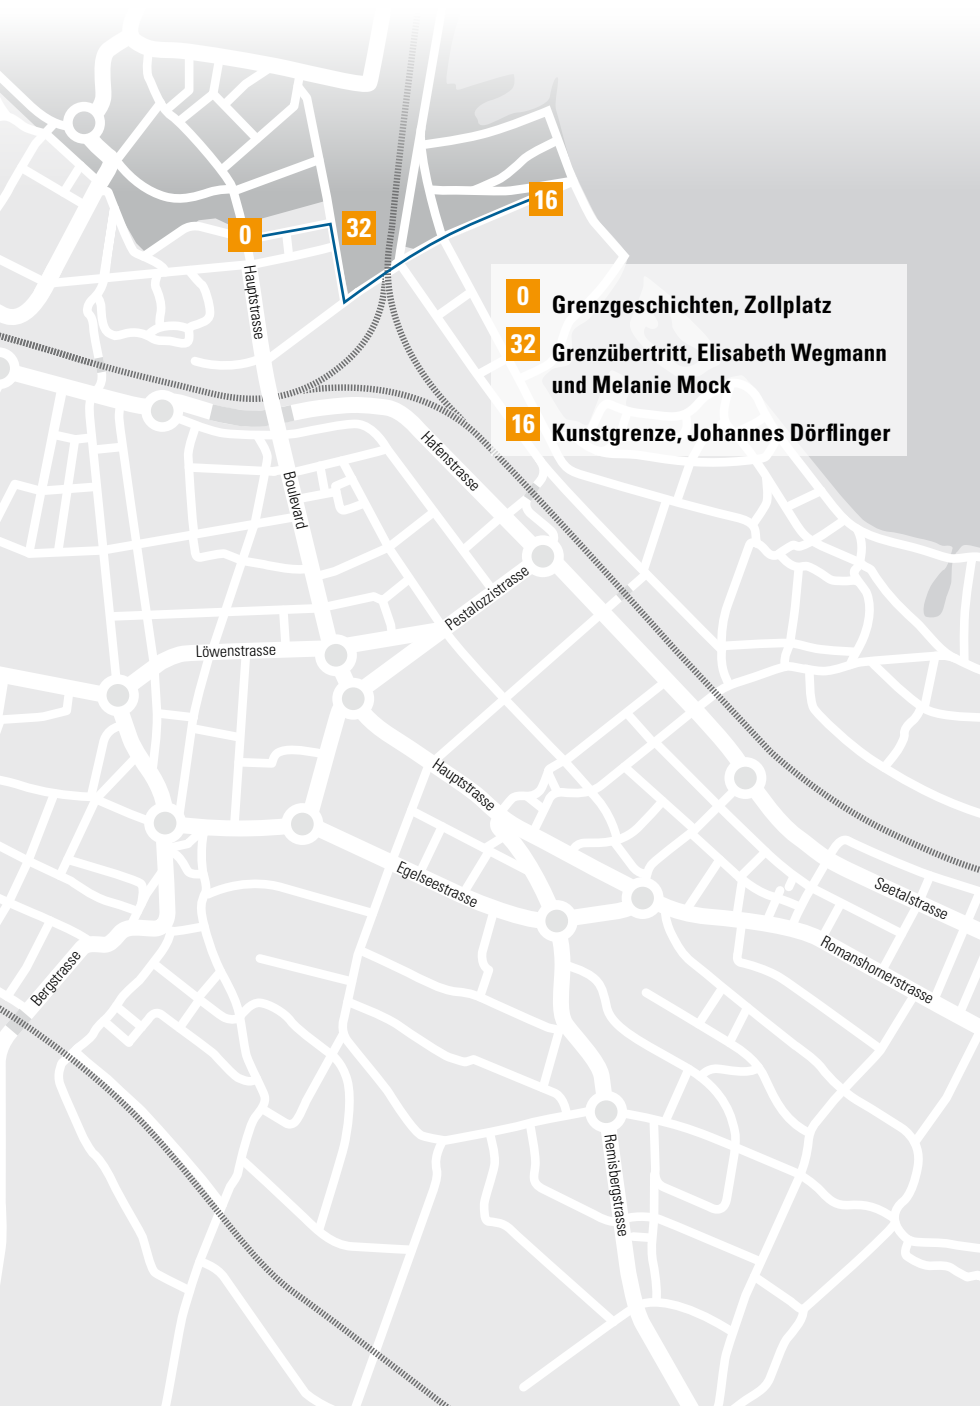 16
32
0
Hauptstrasse
0 Grenzgeschichten, Zollplatz
32 Grenzübertritt, Elisabeth Wegmann
und Melanie Mock
16 Kunstgrenze, Johannes Dörflinger
Hafenstrasse
Boulevard
Pestalozzistrasse
Löwenstrasse
Hauptstrasse
Egelseestrasse
Seetalstrasse
Romanshornerstrasse
Bergstrasse
Remisbergstrasse